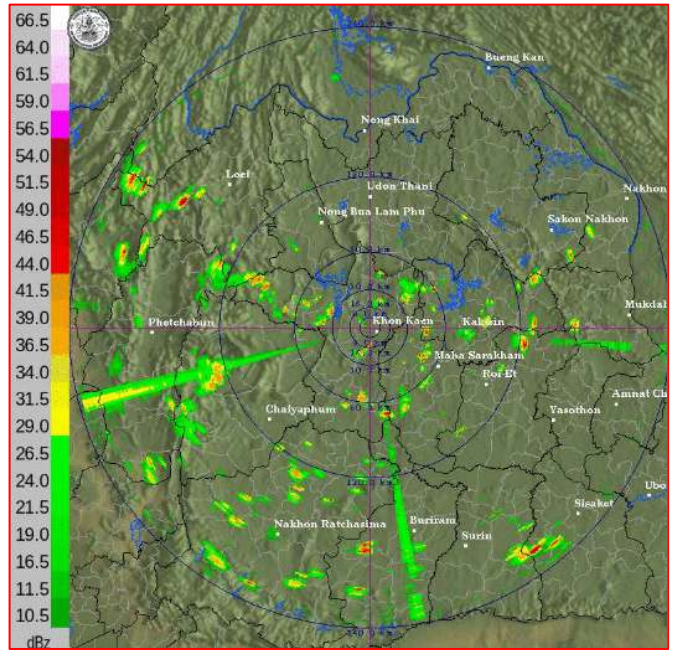 66.5
64.0
61.5
59.0
56.5
54.0
51.5
49.0
46.5
44.0
41.5
39.0
36.5
34.0
31.5
29.0
26.5
24.0
21.5
19.0
16.5
14.0
11.5
10.5
dBz
Bueng Kan
Nong Khai
Loei
Udon Thani
Nakhon
Nong Bua Lam Phu
Sakon Nakhon
Mukdah
Phetchabun
Khon Kaen
Kalasin
Maha Sarakham
Roi Et
Amnat Ch
Chaiyaphum
Yasothon
Ubo
Sisaket
Nakhon Ratchasima
Buriram
Surin